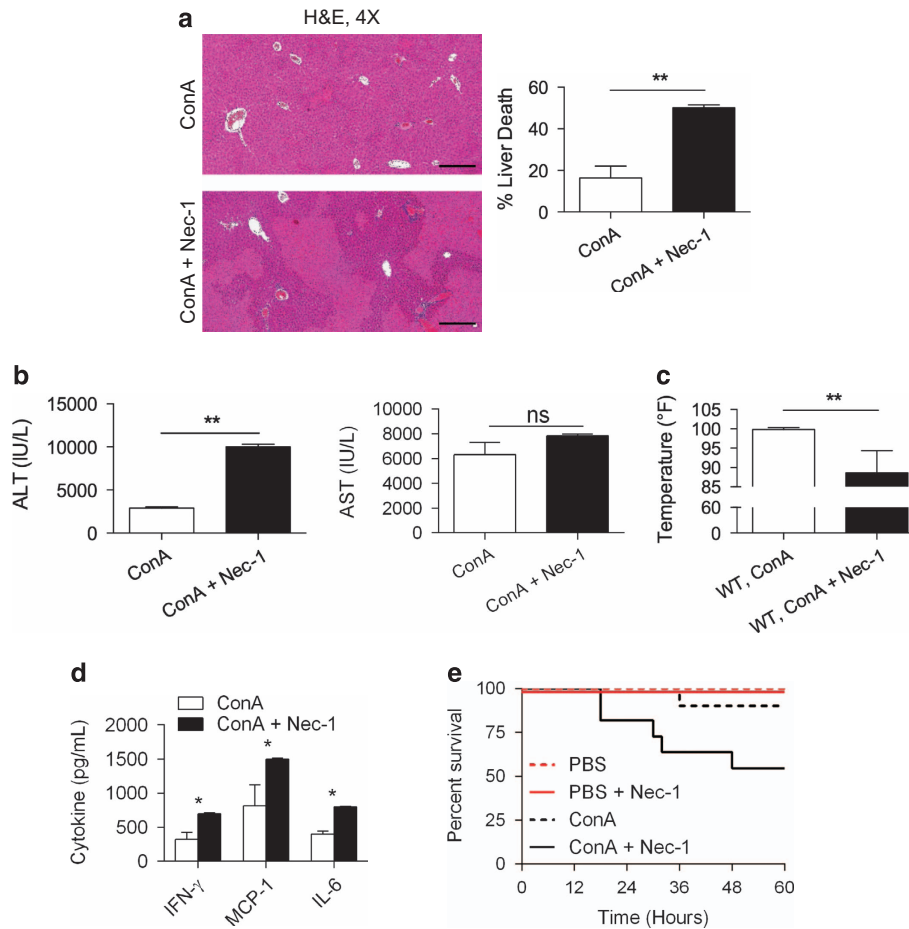 a
H&E, 4X
ConA
ConA + Nec-1
% Liver Death
60
40
20
0
**
ConA
ConA + Nec-1
b
ALT (IU/L)
15000
10000
5000
0
**
ConA
ConA + Nec-1
AST (IU/L)
10000
8000
6000
4000
2000
0
ns
ConA
ConA + Nec-1
c
Temperature (°F)
105
100
95
90
85
60
0
**
WT, ConA
WT, ConA + Nec-1
d
ConA
ConA + Nec-1
Cytokine (pg/mL)
2000
1500
1000
500
0
*
*
*
IFN-γ
MCP-1
IL-6
e
Percent survival
100
75
50
25
0
PBS
PBS + Nec-1
ConA
ConA + Nec-1
0 12 24 36 48 60
Time (Hours)